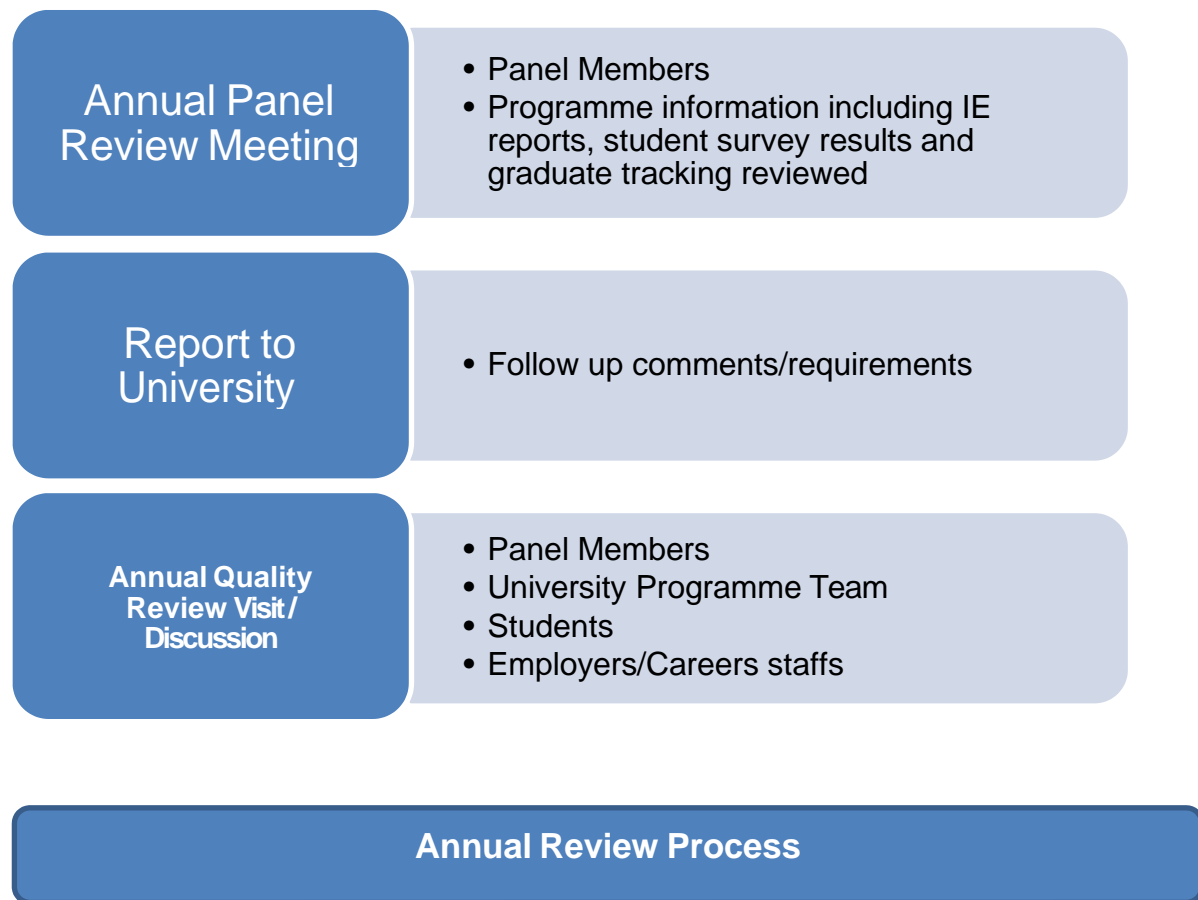 Annual Panel
Review Meeting
• Panel Members
• Programme information including IE
reports, student survey results and
graduate tracking reviewed
Report to
University
• Follow up comments/requirements
Annual Quality
Review Visit/
Discussion
• Panel Members
• University Programme Team
• Students
• Employers/Careers staffs
Annual Review Process